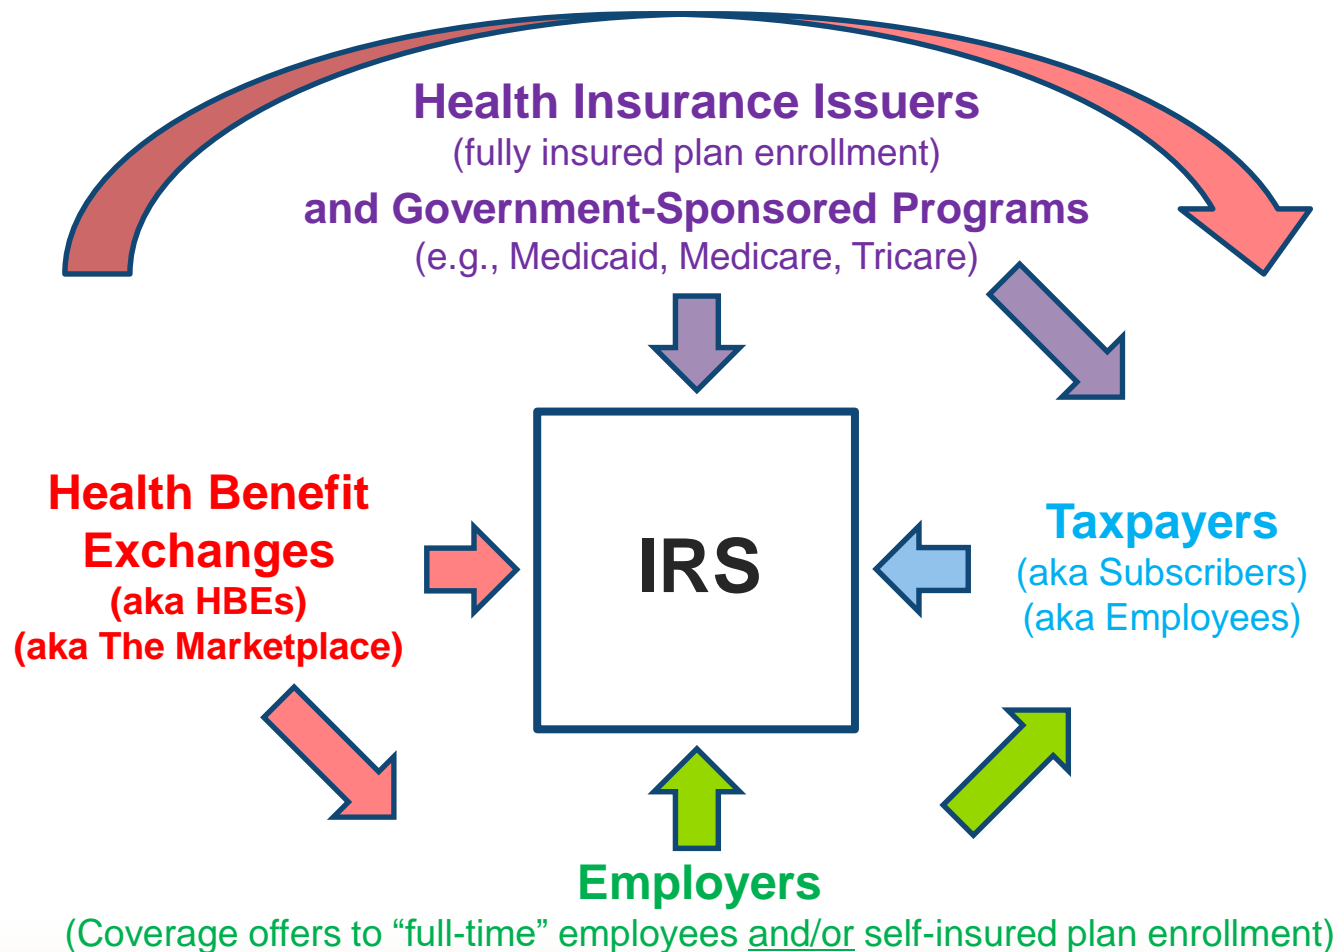 Health Insurance Issuers
(fully insured plan enrollment)
and Government-Sponsored Programs
(e.g., Medicaid, Medicare, Tricare)
Health Benefit
Exchanges
(aka HBEs)
(aka The Marketplace)
IRS
Taxpayers
(aka Subscribers)
(aka Employees)
Employers
(Coverage offers to “full-time” employees and/or self-insured plan enrollment)